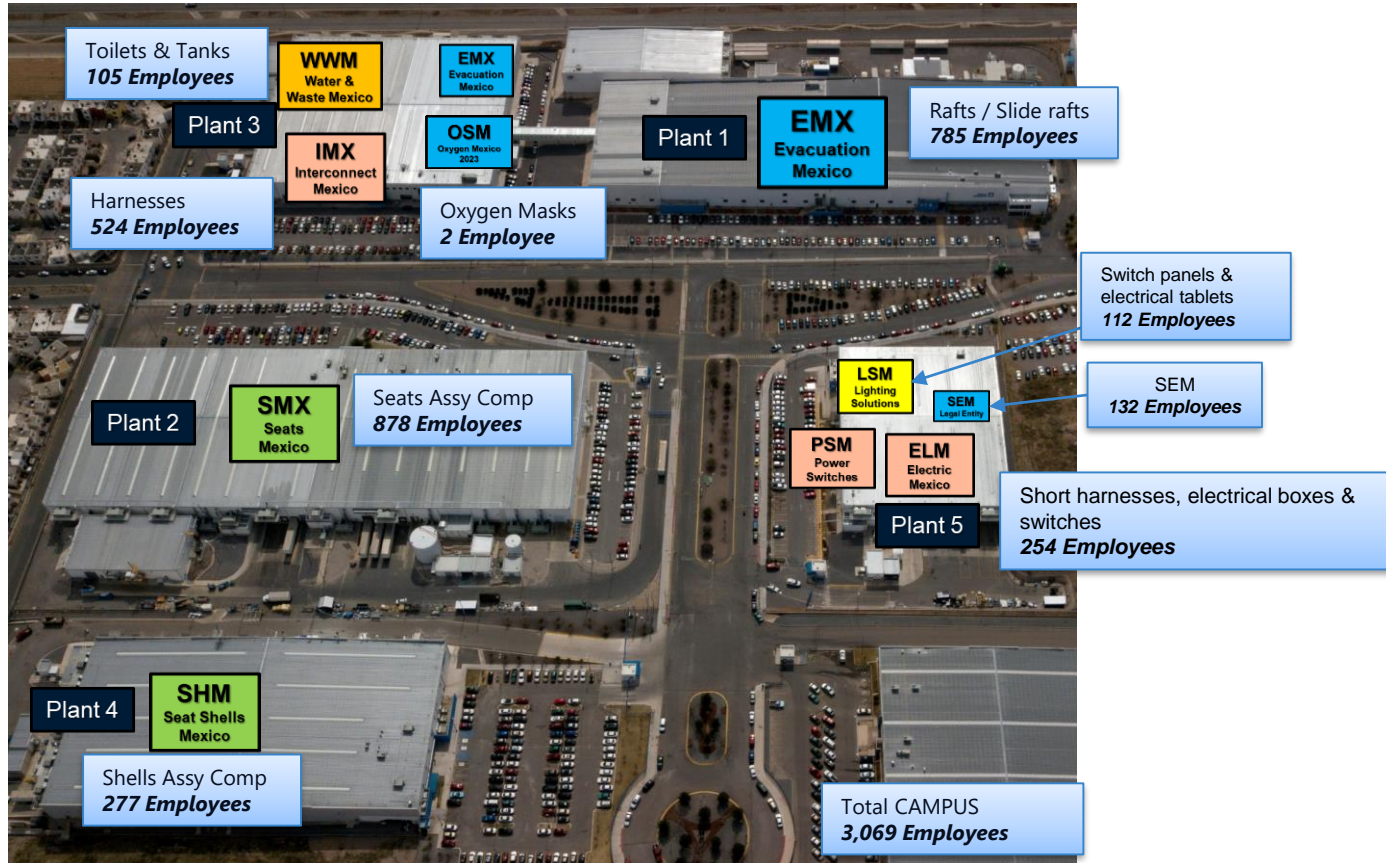 Toilets & Tanks
105 Employees
WWM
Water &
Waste Mexico
EMX
Evacuation
Mexico
Plant 3
OSM
Oxygen Mexico
2023
IMX
Interconnect
Mexico
Harnesses
524 Employees
Oxygen Masks
2 Employee
Plant 1
EMX
Evacuation
Mexico
Rafts / Slide rafts
785 Employees
Switch panels &
electrical tablets
112 Employees
LSM
Lighting
Solutions
SEM
Legal Entity
SEM
132 Employees
Plant 2
SMX
Seats
Mexico
Seats Assy Comp
878 Employees
PSM
Power
Switches
ELM
Electric
Mexico
Plant 5
Short harnesses, electrical boxes &
switches
254 Employees
Plant 4
SHM
Seat Shells
Mexico
Shells Assy Comp
277 Employees
Total CAMPUS
3,069 Employees